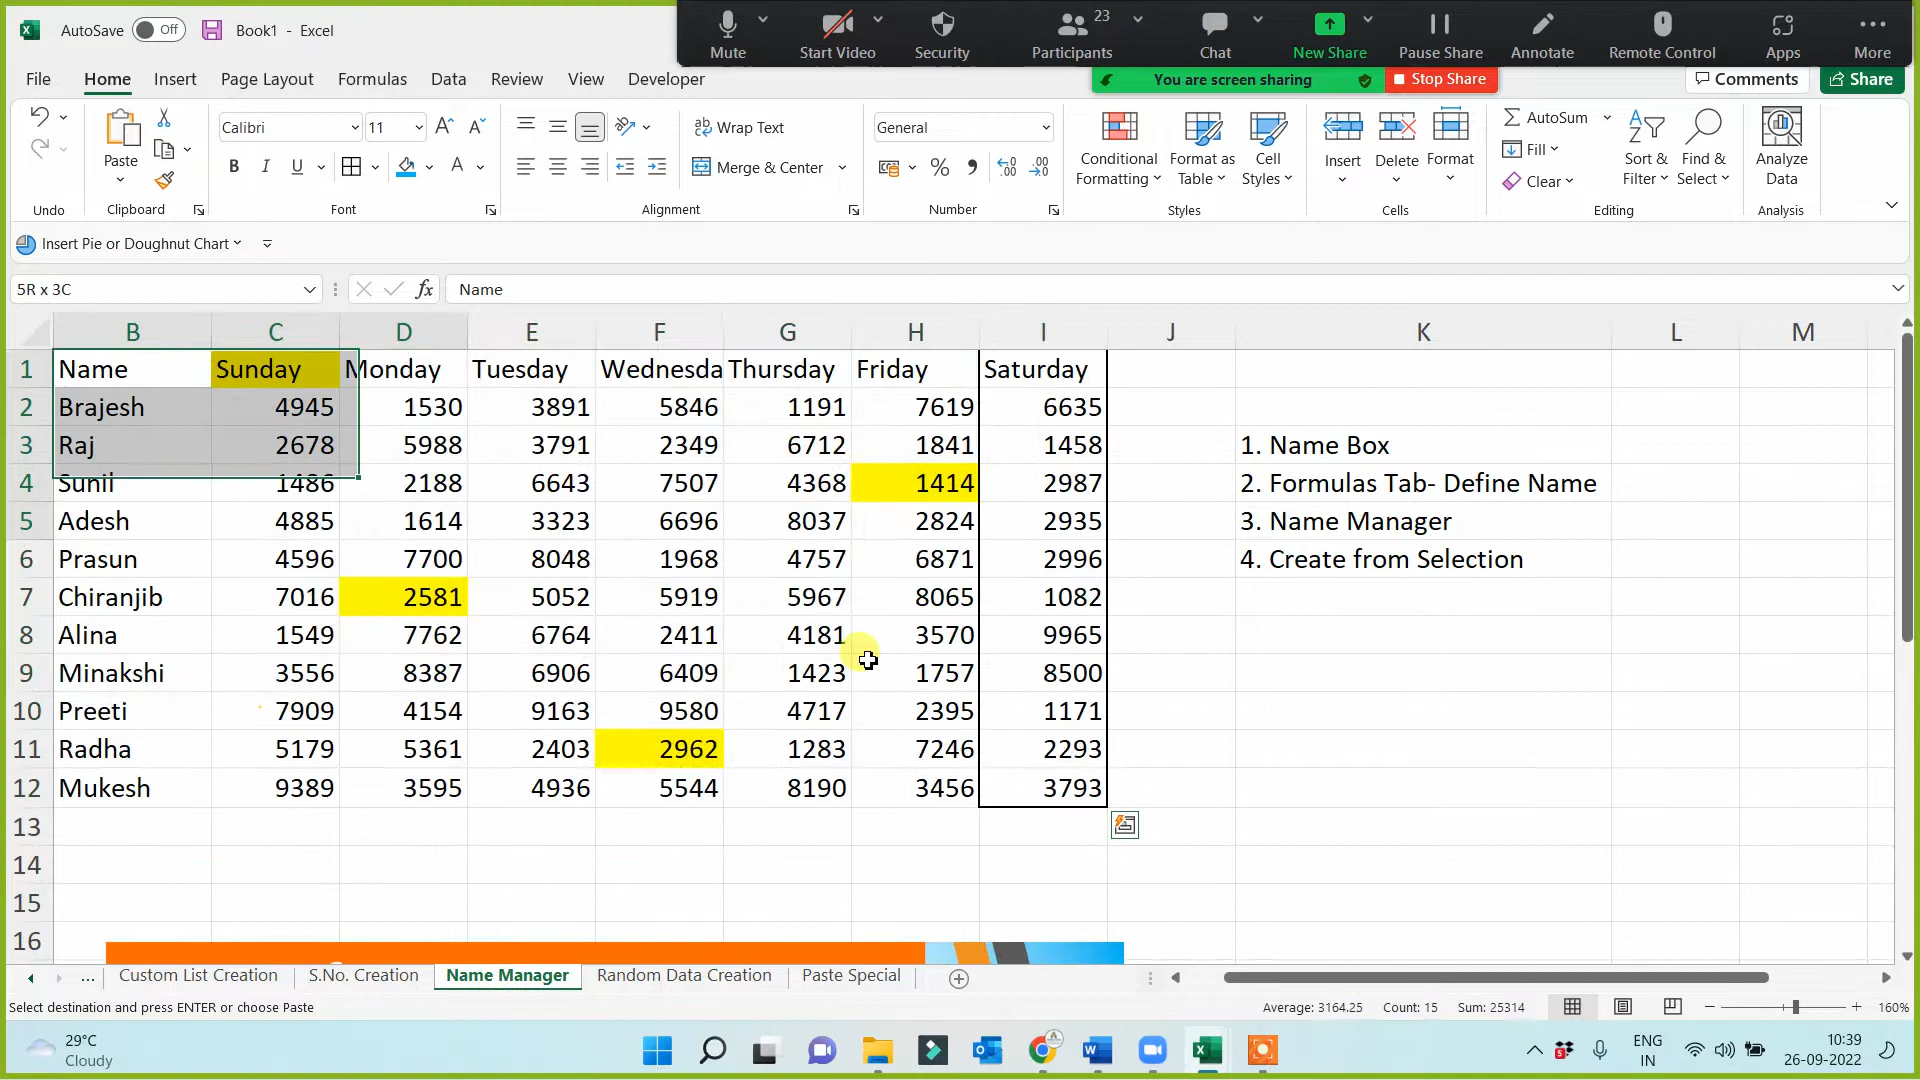 AutoSave Off Book1 - Excel
Mute Start Video Security Participants 23 Chat New Share Pause Share Annotate Remote Control Apps More
You are screen sharing Stop Share
File Home Insert Page Layout Formulas Data Review View Developer Comments Share
Calibri 11 Wrap Text General AutoSum
Paste Merge & Center Conditional Formatting Format as Table Cell Styles Insert Delete Format Fill Clear Sort & Filter Find & Select Analyze Data
Undo Clipboard Font Alignment Number Styles Cells Editing Analysis
Insert Pie or Doughnut Chart
5R x 3C fx Name
B C D E F G H I J K L M
1 Name Sunday Monday Tuesday Wednesda Thursday Friday Saturday
2 Brajesh 4945 1530 3891 5846 1191 7619 6635
3 Raj 2678 5988 3791 2349 6712 1841 1458 1. Name Box
4 Sunil 1486 2188 6643 7507 4368 1414 2987 2. Formulas Tab- Define Name
5 Adesh 4885 1614 3323 6696 8037 2824 2935 3. Name Manager
6 Prasun 4596 7700 8048 1968 4757 6871 2996 4. Create from Selection
7 Chiranjib 7016 2581 5052 5919 5967 8065 1082
8 Alina 1549 7762 6764 2411 4181 3570 9965
9 Minakshi 3556 8387 6906 6409 1423 1757 8500
10 Preeti 7909 4154 9163 9580 4717 2395 1171
11 Radha 5179 5361 2403 2962 1283 7246 2293
12 Mukesh 9389 3595 4936 5544 8190 3456 3793
13
14
15
16
... Custom List Creation S.No. Creation Name Manager Random Data Creation Paste Special
Select destination and press ENTER or choose Paste Average: 3164.25 Count: 15 Sum: 25314 160%
29°C ENG 10:39
Cloudy IN 26-09-2022